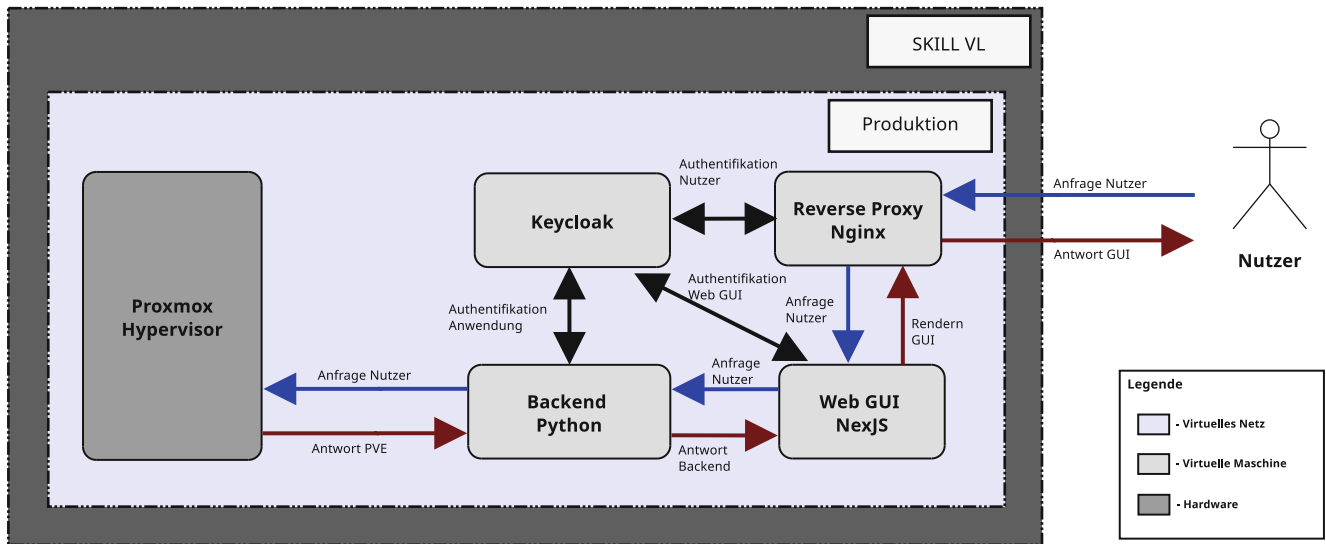 SKILL VL
Produktion
Authentifikation
Nutzer
Keycloak
Reverse Proxy
Nginx
Anfrage Nutzer
Antwort GUI
Nutzer
Proxmox
Hypervisor
Authentifikation
Anwendung
Authentifikation
Web GUI
Anfrage
Nutzer
Rendern
GUI
Anfrage Nutzer
Antwort PVE
Backend
Python
Anfrage
Nutzer
Antwort
Backend
Web GUI
NexJS
Legende
- Virtuelles Netz
- Virtuelle Maschine
- Hardware